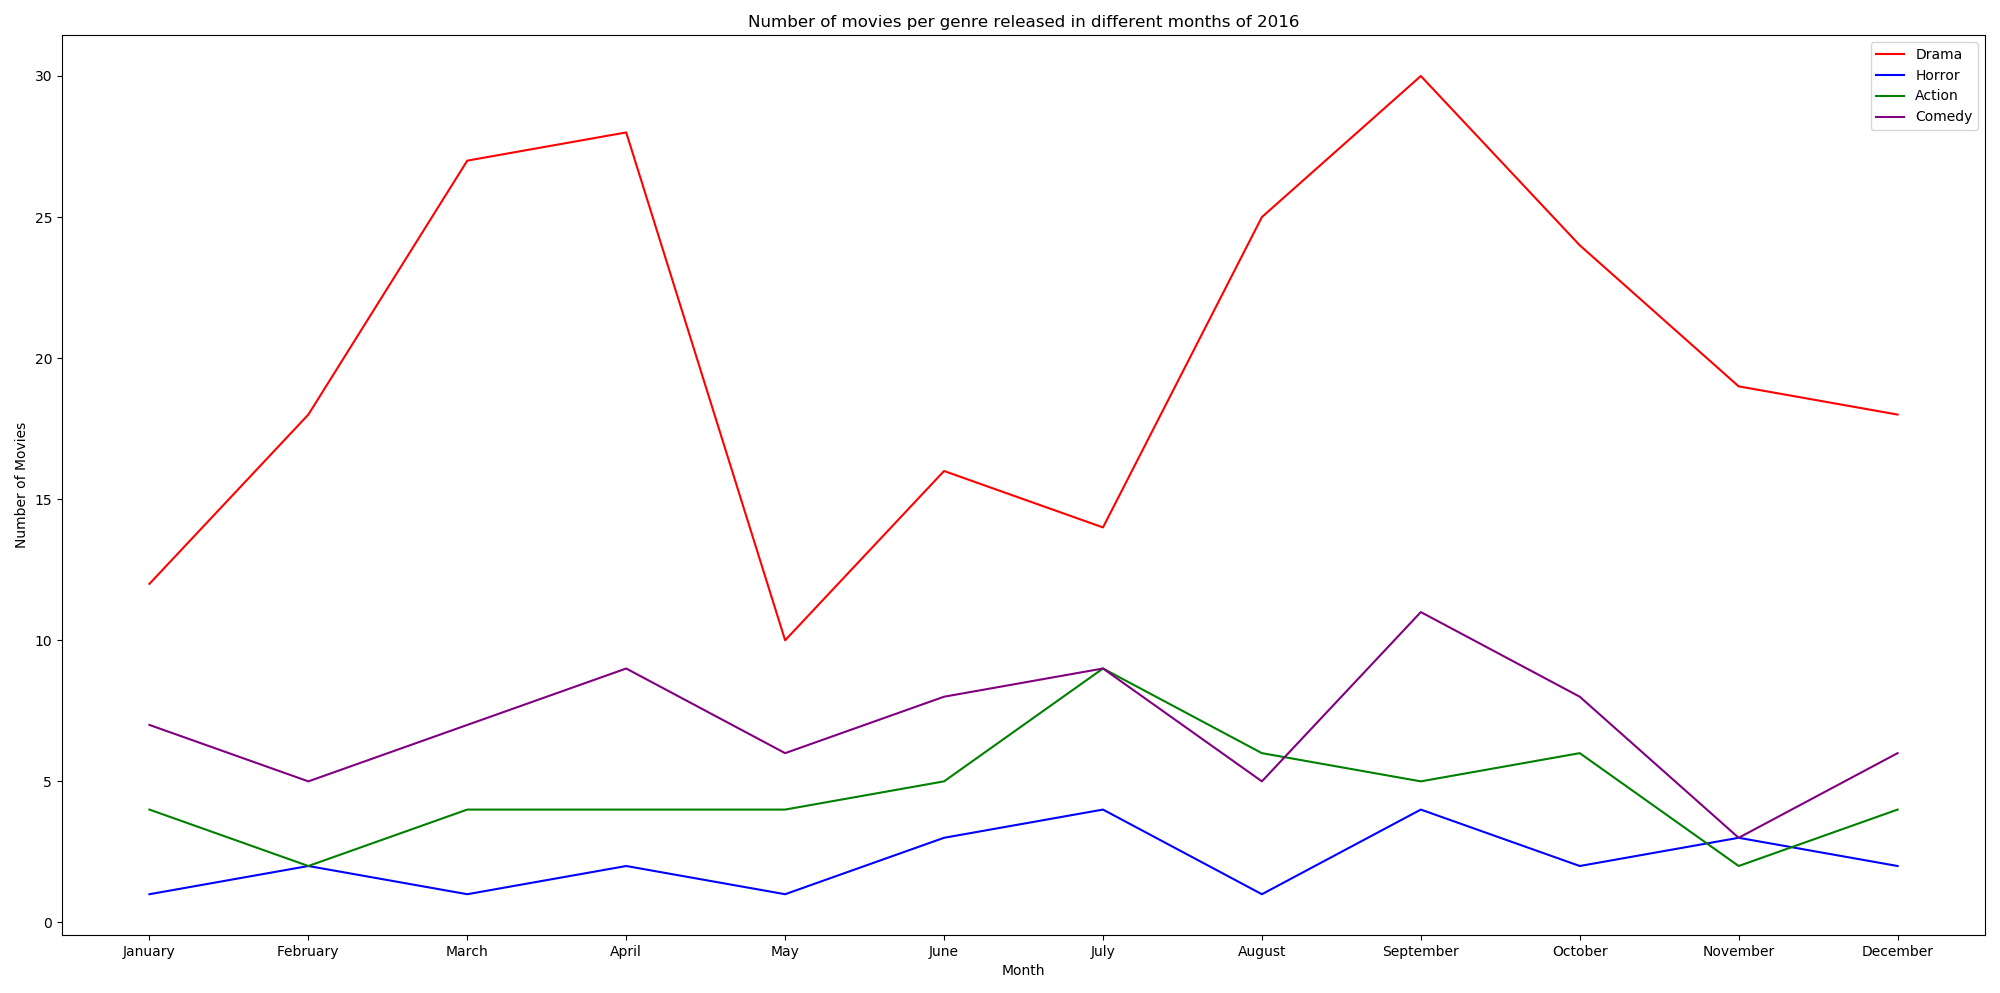 Number of movies per genre released in different months of 2016
Drama
Horror
Action
Comedy
Number of Movies
30
25
20
15
10
5
0
January February March April May June July August September October November December
Month